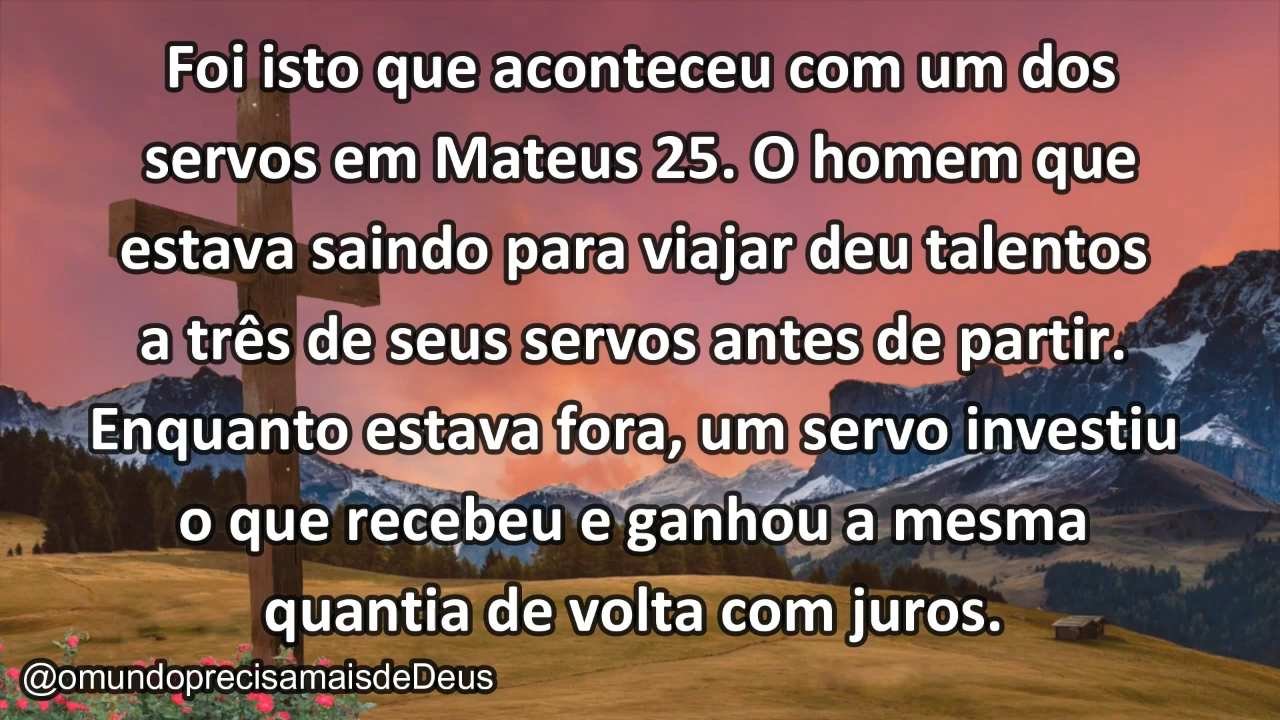 Foi isto que aconteceu com um dos
servos em Mateus 25. O homem que
estava saindo para viajar deu talentos
a três de seus servos antes de partir.
Enquanto estava fora, um servo investiu
o que recebeu e ganhou a mesma
quantia de volta com juros.
@omundoprecisamaisdeDeus